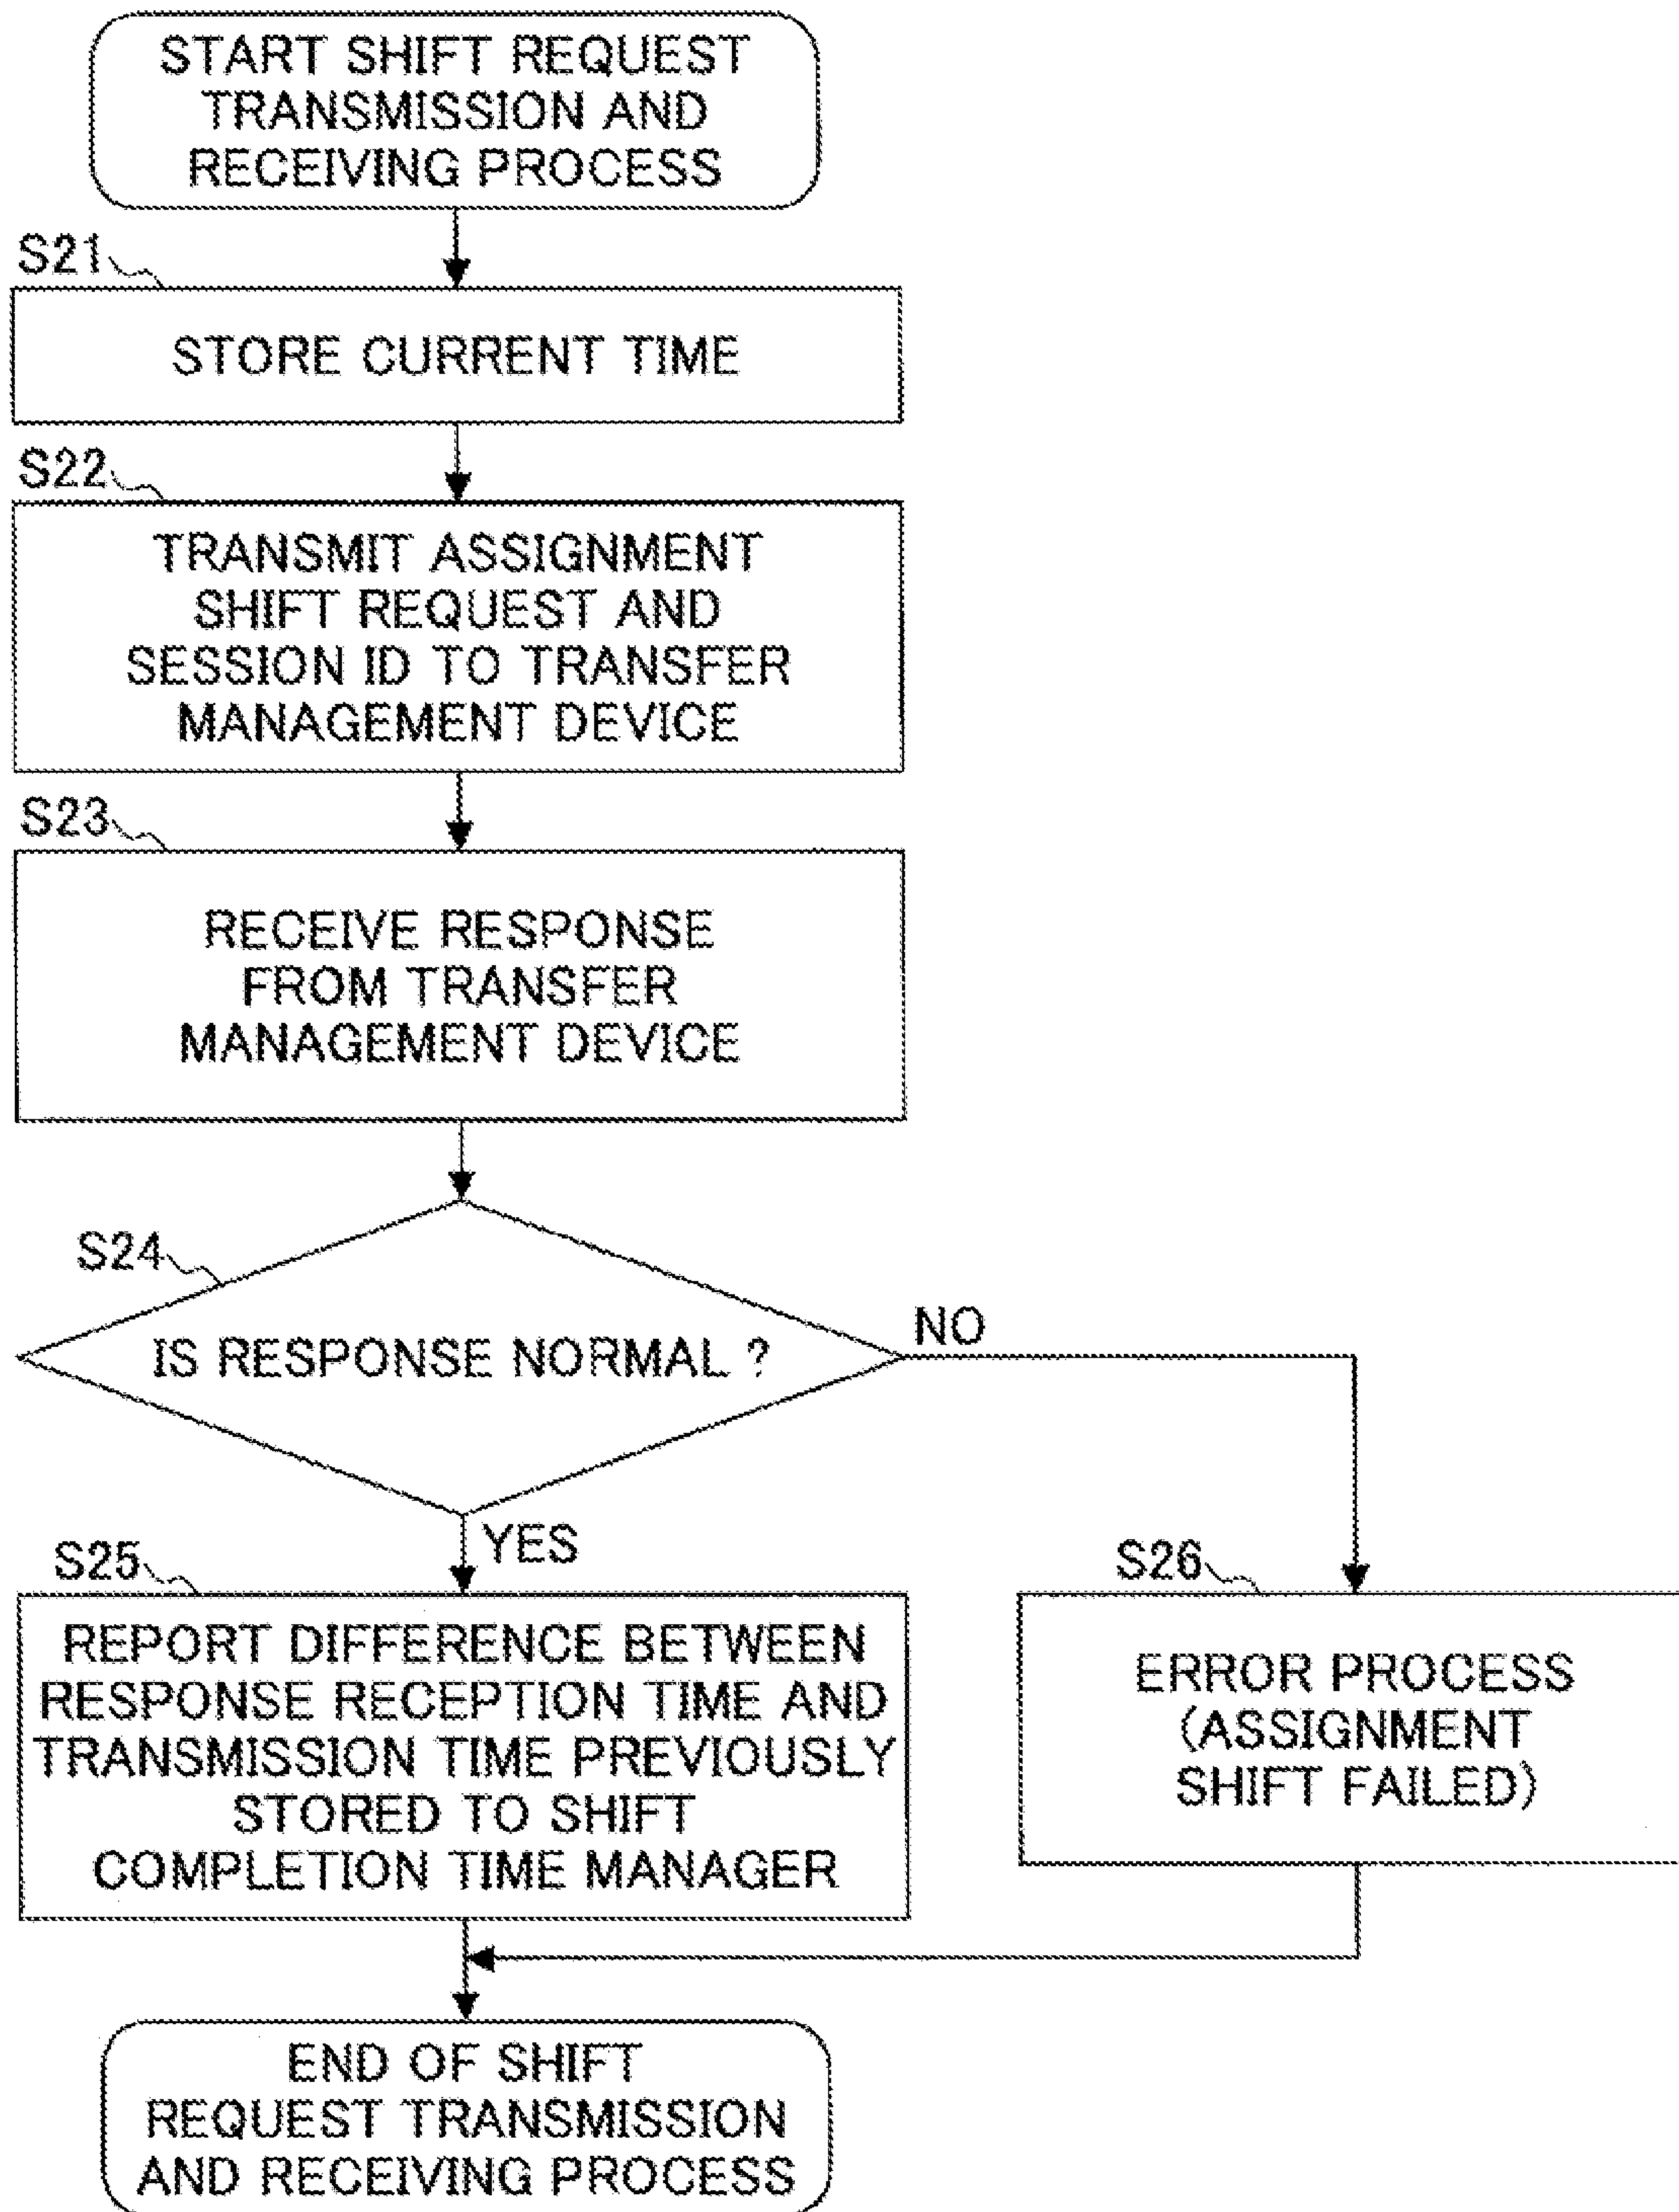 START SHIFT REQUEST
TRANSMISSION AND
RECEIVING PROCESS
S21
STORE CURRENT TIME
S22
TRANSMIT ASSIGNMENT
SHIFT REQUEST AND
SESSION ID TO TRANSFER
MANAGEMENT DEVICE
S23
RECEIVE RESPONSE
FROM TRANSFER
MANAGEMENT DEVICE
S24
IS RESPONSE NORMAL ?
NO
YES
S25
REPORT DIFFERENCE BETWEEN
RESPONSE RECEPTION TIME AND
TRANSMISSION TIME PREVIOUSLY
STORED TO SHIFT
COMPLETION TIME MANAGER
S26
ERROR PROCESS
(ASSIGNMENT
SHIFT FAILED)
END OF SHIFT
REQUEST TRANSMISSION
AND RECEIVING PROCESS